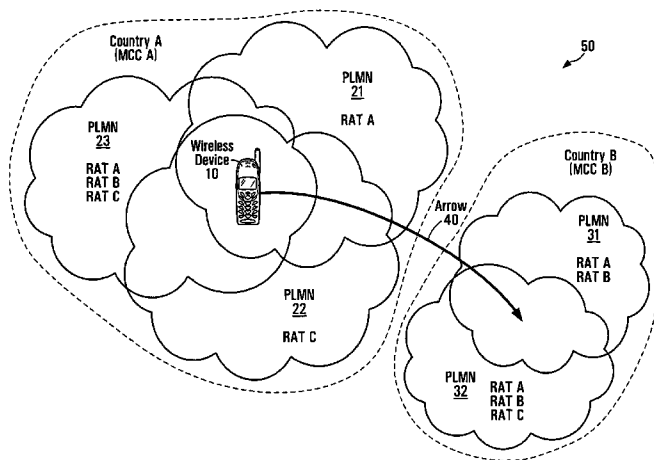 Country A
(MCC A)
50
PLMN
21
RAT A
PLMN
23
RAT A
RAT B
RAT C
Wireless
Device
10
Country B
(MCC B)
Arrow
40
PLMN
31
RAT A
RAT B
PLMN
22
RAT C
PLMN
32
RAT A
RAT B
RAT C